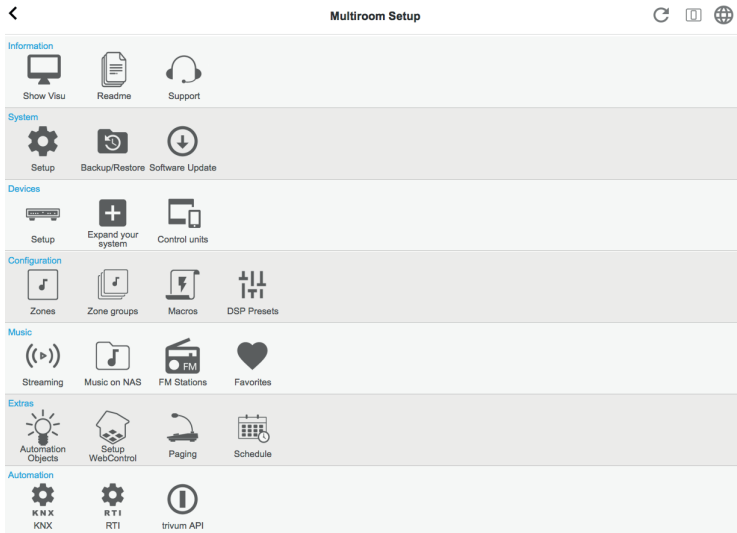 Multiroom Setup
Information
Show Visu
Readme
Support
System
Setup
Backup/Restore
Software Update
Devices
Setup
Expand your
system
Control units
Configuration
Zones
Zone groups
Macros
DSP Presets
Music
FM
Streaming
Music on NAS
FM Stations
Favorites
Extras
Automation
Objects
Setup
WebControl
Paging
Schedule
Automation
KNX
RTI
KNX
RTI
trivum API